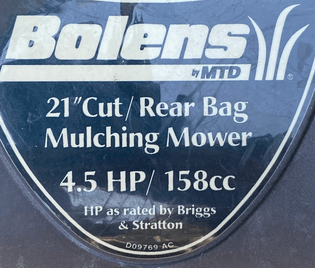 Bolens
by MTD
21"Cut/Rear Bag
Mulching Mower
4.5 HP/158cc
HP as rated by Briggs
& Stratton
D09769 AC